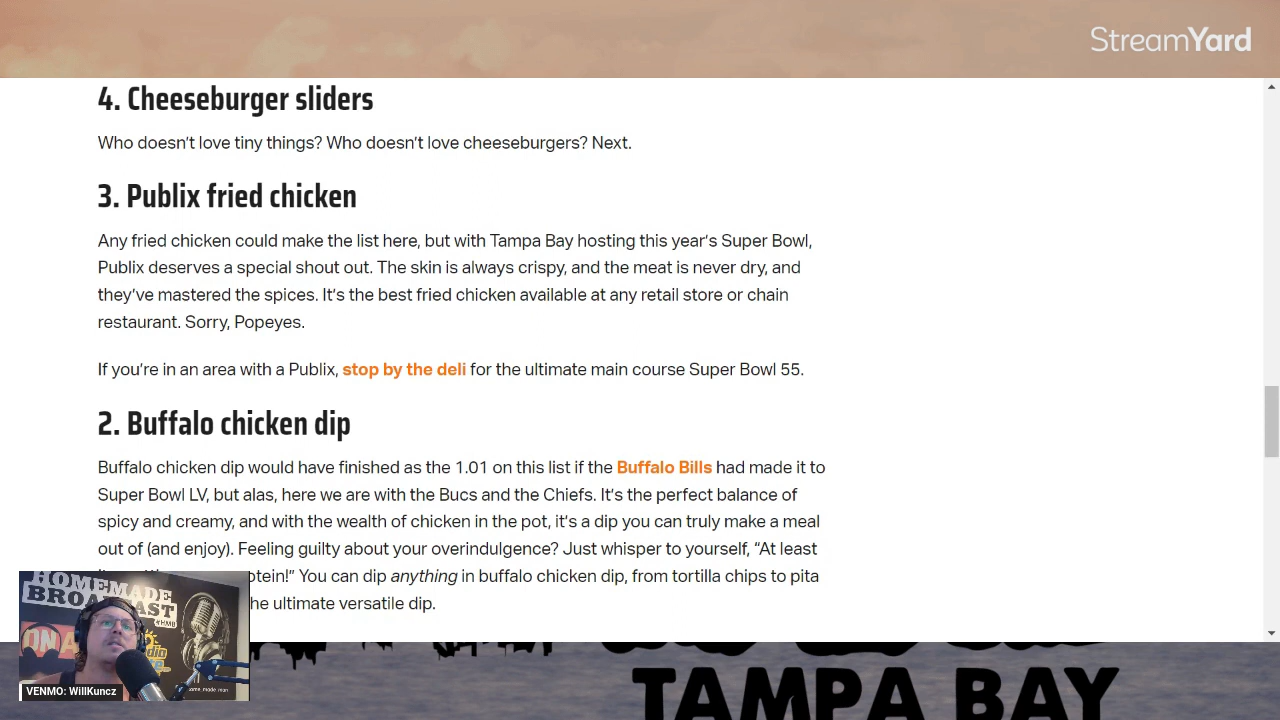 StreamYard
4. Cheeseburger sliders
Who doesn’t love tiny things? Who doesn’t love cheeseburgers? Next.
3. Publix fried chicken
Any fried chicken could make the list here, but with Tampa Bay hosting this year’s Super Bowl,
Publix deserves a special shout out. The skin is always crispy, and the meat is never dry, and
they’ve mastered the spices. It’s the best fried chicken available at any retail store or chain
restaurant. Sorry, Popeyes.
If you’re in an area with a Publix, stop by the deli for the ultimate main course Super Bowl 55.
2. Buffalo chicken dip
Buffalo chicken dip would have finished as the 1.01 on this list if the Buffalo Bills had made it to
Super Bowl LV, but alas, here we are with the Bucs and the Chiefs. It’s the perfect balance of
spicy and creamy, and with the wealth of chicken in the pot, it’s a dip you can truly make a meal
out of (and enjoy). Feeling guilty about your overindulgence? Just whisper to yourself, “At least
You can dip anything in buffalo chicken dip, from tortilla chips to pita
he ultimate versatile dip.
HOMEMADE
BROADCAST
#HMB
ON A
VENMO: WillKuncz
TAMPA BAY